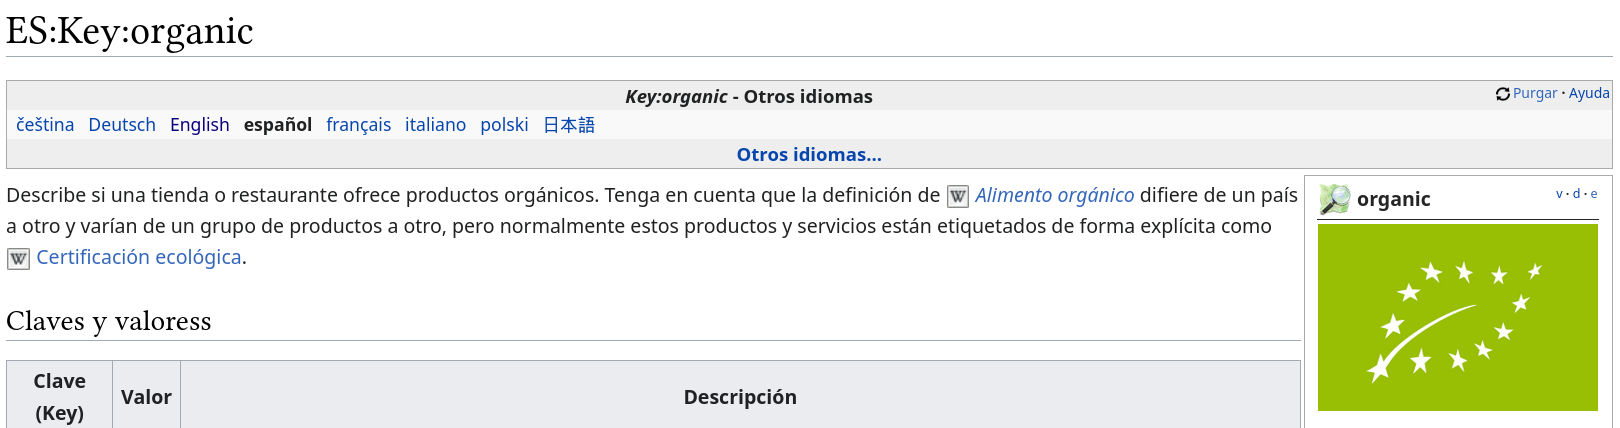 ES:Key:organic
Key:organic - Otros idiomas
Purgar · Ayuda
čeština Deutsch English español français italiano polski 日本語
Otros idiomas...
Describe si una tienda o restaurante ofrece productos orgánicos. Tenga en cuenta que la definición de W Alimento orgánico difiere de un país
a otro y varían de un grupo de productos a otro, pero normalmente estos productos y servicios están etiquetados de forma explícita como
W Certificación ecológica.
organic
v · d · e
Claves y valoress
Clave
(Key)
Valor
Descripción